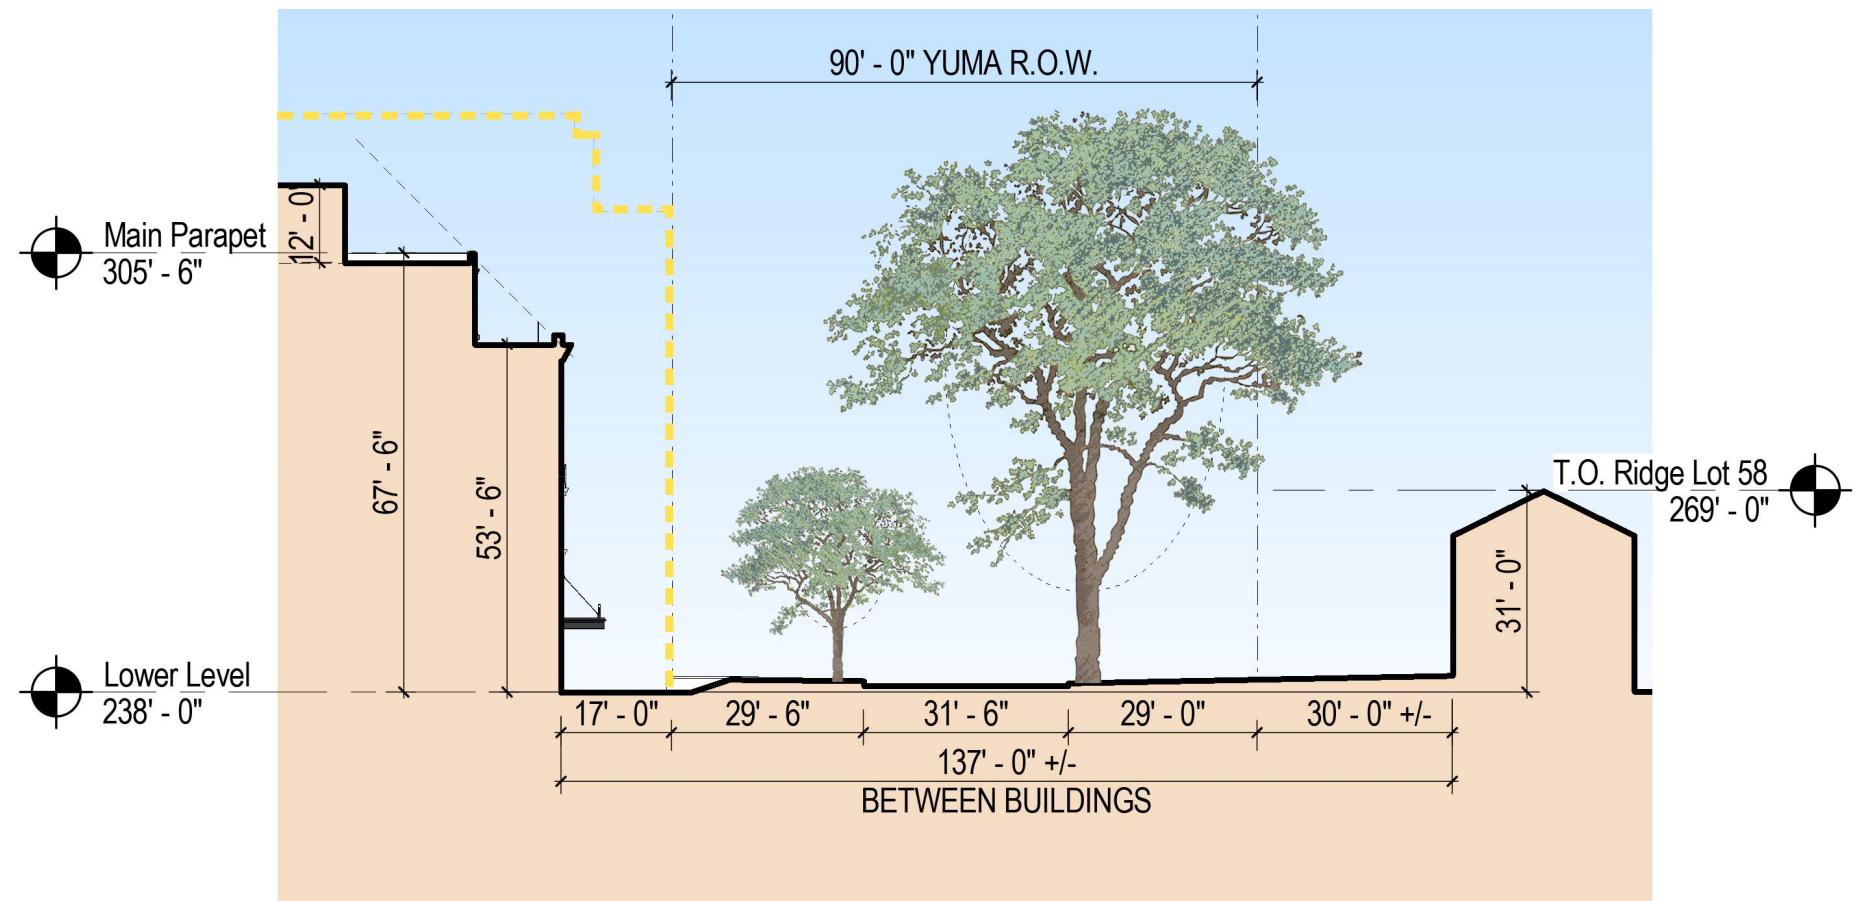 90' - 0" YUMA R.O.W.
12' - 0
Main Parapet
305' - 6"
67' - 6"
53' - 6"
T.O. Ridge Lot 58
269' - 0"
31' - 0"
Lower Level
238' - 0"
17' - 0" 29' - 6" 31' - 6" 29' - 0" 30' - 0" +/-
137' - 0" +/-
BETWEEN BUILDINGS